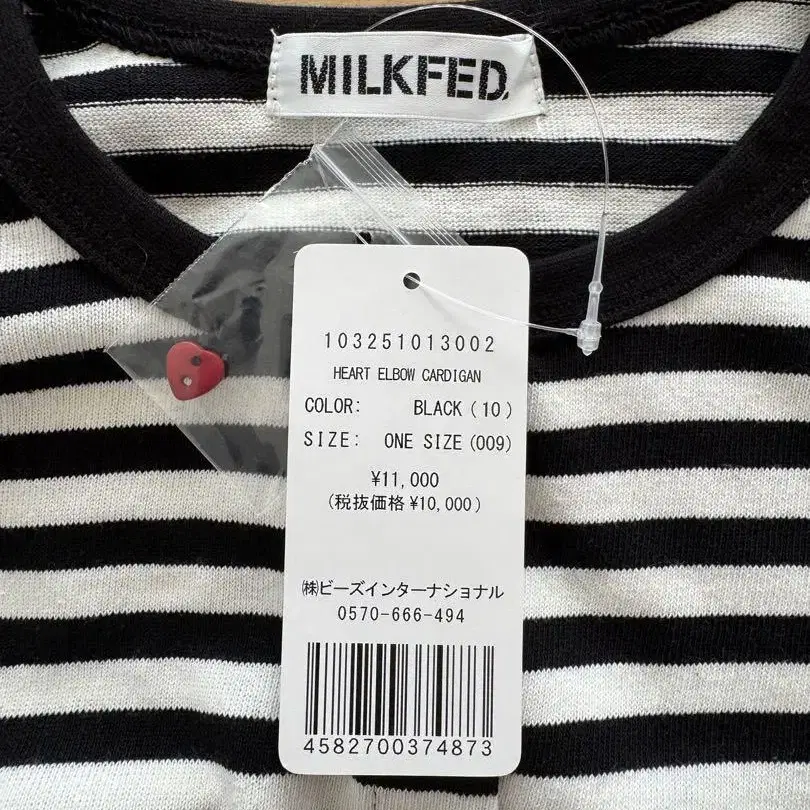 MILKFED.
103251013002
HEART ELBOW CARDIGAN
COLOR: BLACK(10)
SIZE: ONE SIZE(009)
¥11,000
(税抜価格¥10,000)
㈱ビーズインターナショナル
0570-666-494
4582700374873